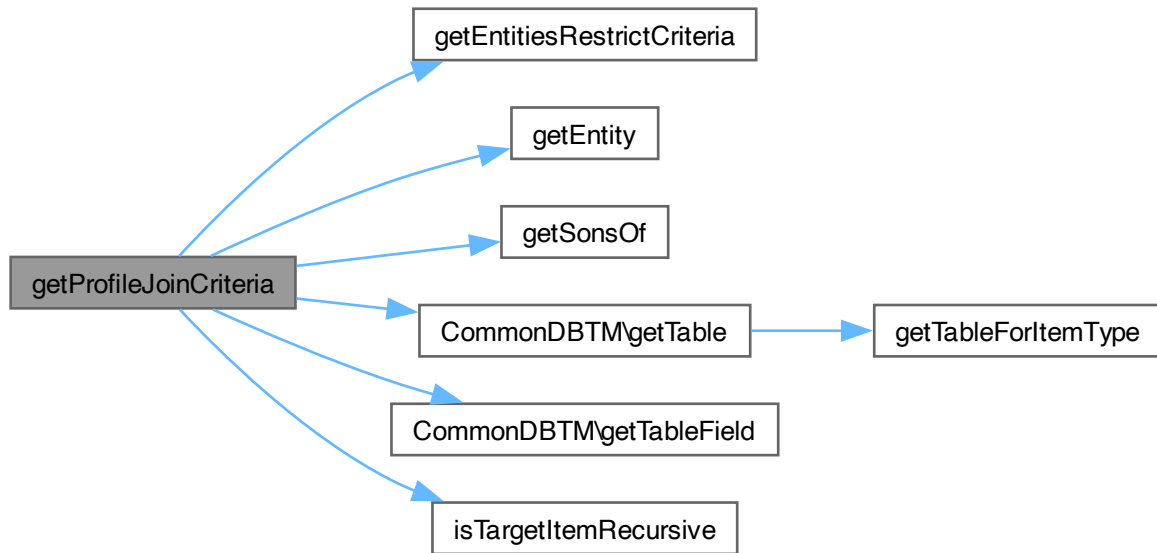 getEntitiesRestrictCriteria
getEntity
getSonsOf
getProfileJoinCriteria
CommonDBTM\getTable
getTableForItemType
CommonDBTM\getTableField
isTargetItemRecursive